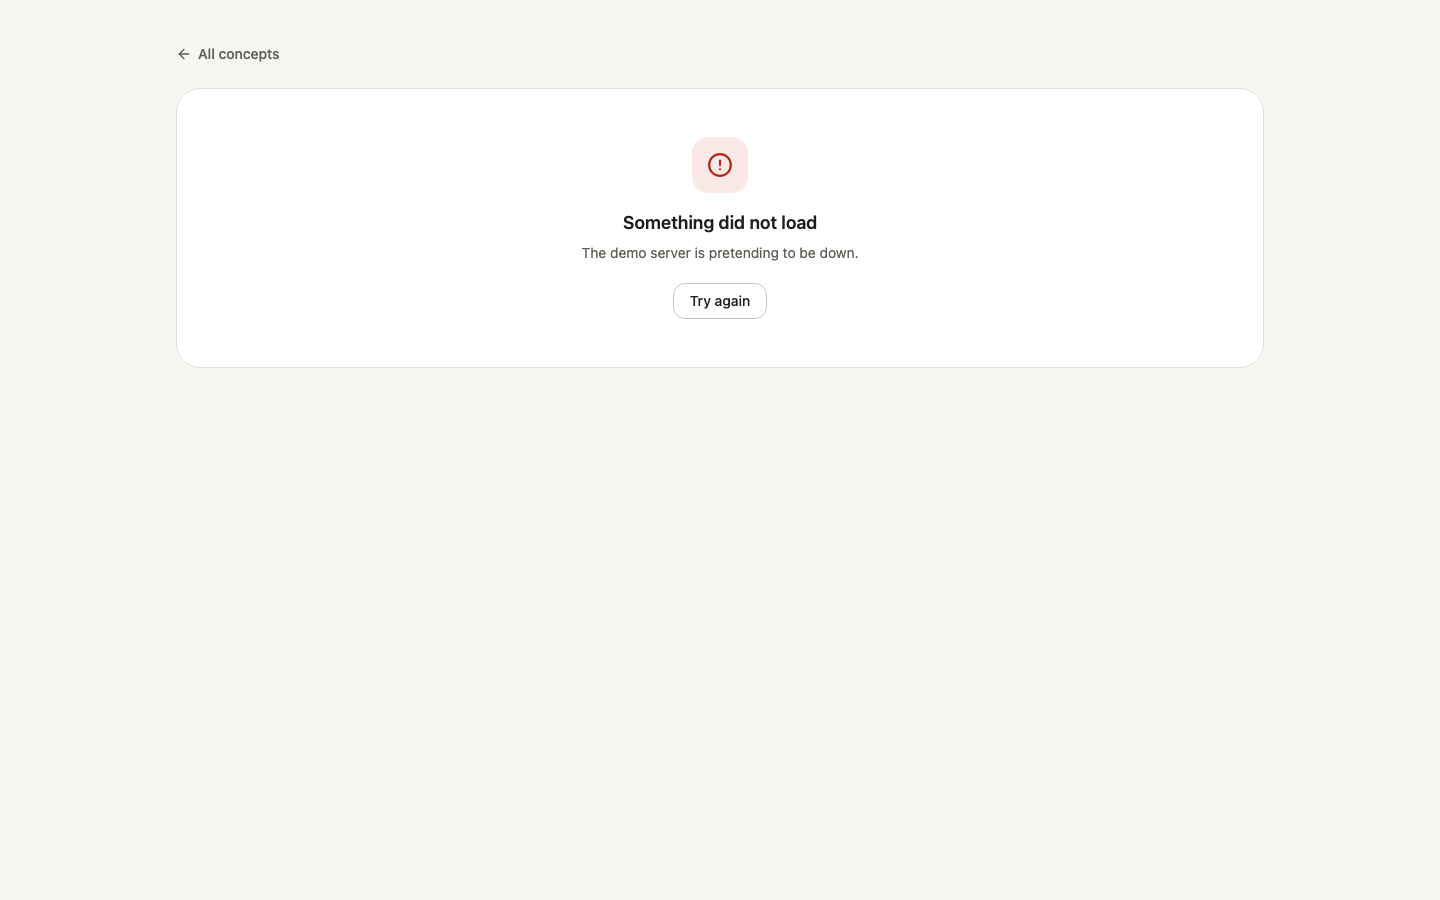 All concepts
Something did not load
The demo server is pretending to be down.
Try again